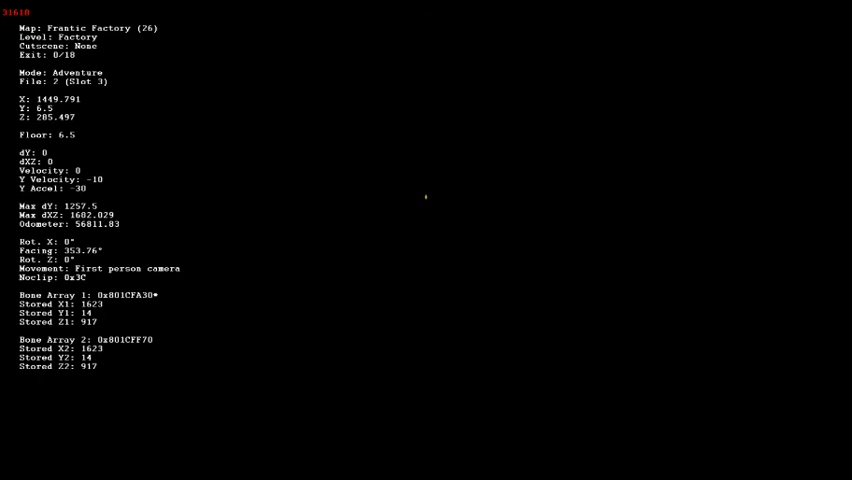 31618
Map: Frantic Factory (26)
Level: Factory
Cutscene: None
Exit: 0/18
Mode: Adventure
File: 2 (Slot 3)
X: 1449.791
Y: 6.5
Z: 285.497
Floor: 6.5
dY: 0
dXZ: 0
Velocity: 0
Y Velocity: -10
Y Accel: -30
Max dY: 1257.5
Max dXZ: 1602.029
Odometer: 56811.83
Rot. X: 0°
Facing: 353.76°
Rot. Z: 0°
Movement: First person camera
Noclip: 0x3C
Bone Array 1: 0x801CFA30*
Stored X1: 1623
Stored Y1: 14
Stored Z1: 917
Bone Array 2: 0x801CFF70
Stored X2: 1623
Stored Y2: 14
Stored Z2: 917